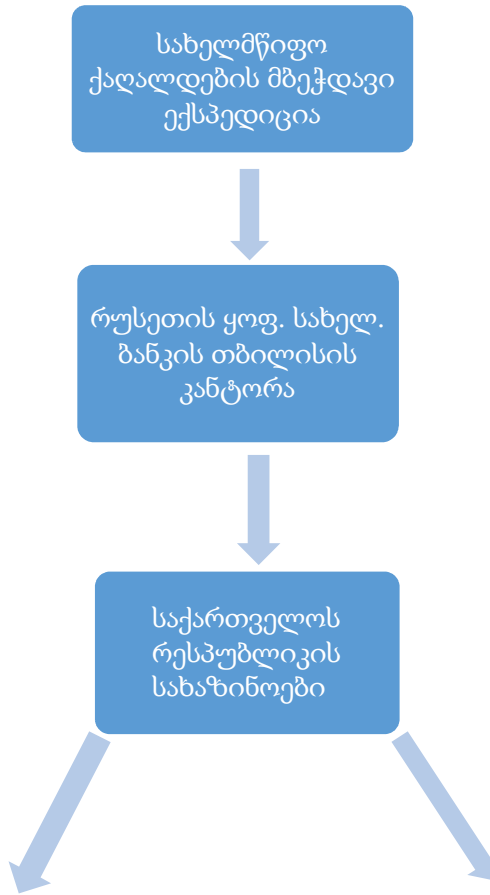 სახელმწიფო
ქაღალდების მბეჭდავი
ექსპედიცია
რუსეთის ყოფ. სახელ.
ბანკის თბილისის
კანტორა
საქართველოს
რესპუბლიკის
სახაზინოები